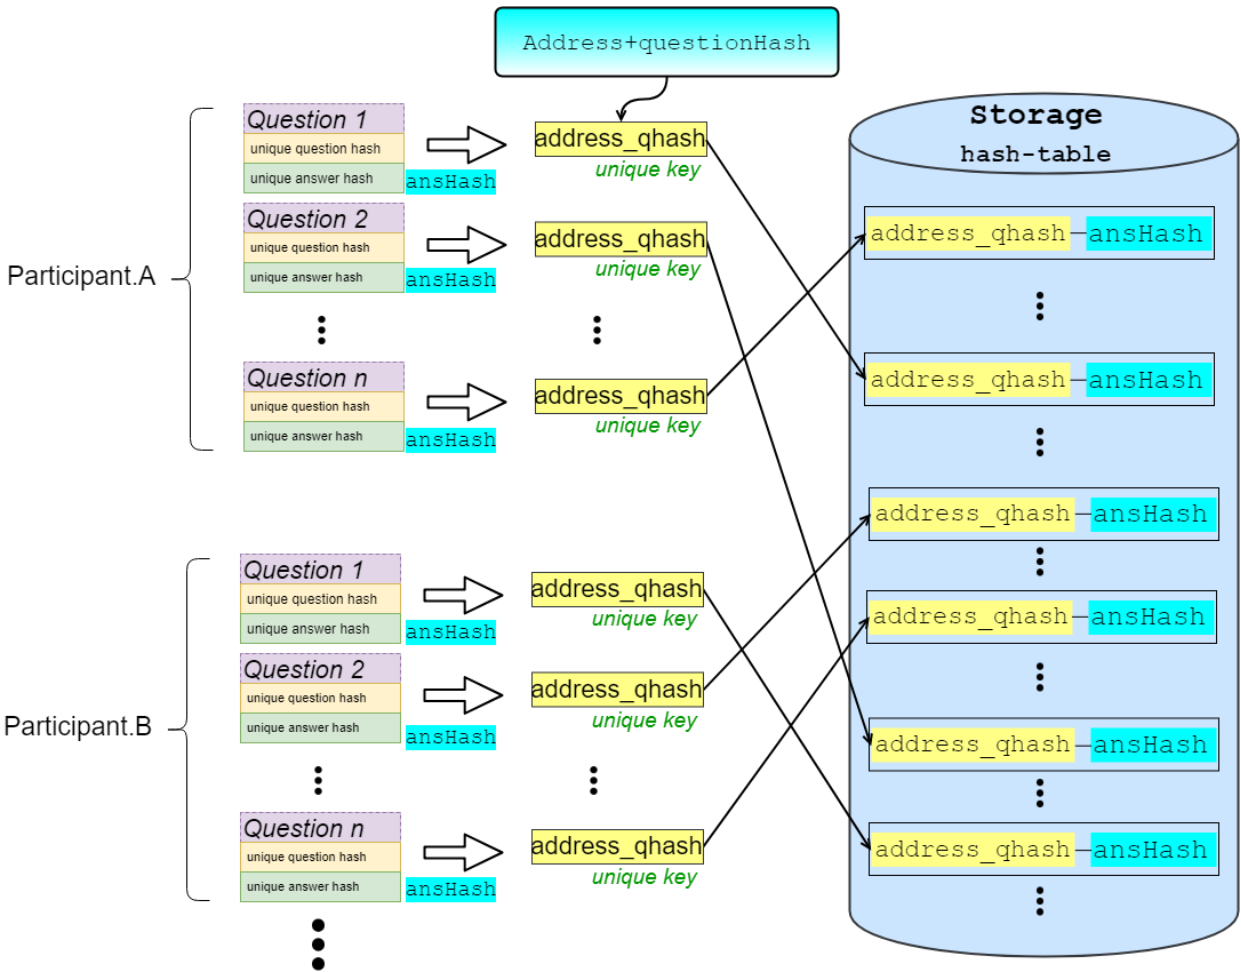 Address+questionHash
Storage
hash-table
Participant.A
Question 1
unique question hash
unique answer hash
ansHash
address_qhash
unique key
Question 2
unique question hash
unique answer hash
ansHash
address_qhash
unique key
Question n
unique question hash
unique answer hash
ansHash
address_qhash
unique key
Participant.B
Question 1
unique question hash
unique answer hash
ansHash
address_qhash
unique key
Question 2
unique question hash
unique answer hash
ansHash
address_qhash
unique key
Question n
unique question hash
unique answer hash
ansHash
address_qhash
unique key
address_qhash ansHash
address_qhash ansHash
address_qhash ansHash
address_qhash ansHash
address_qhash ansHash
address_qhash ansHash